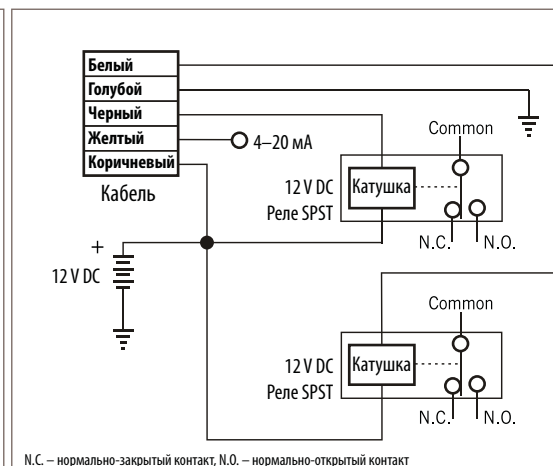 Белый
Голубой
Черный
Желтый
Коричневый
Кабель
4–20 мА
Common
12 V DC
Реле SPST
Катушка
N.C.
N.O.
+
12 V DC
Common
12 V DC
Реле SPST
Катушка
N.C.
N.O.
N.C. – нормально-закрытый контакт, N.O. – нормально-открытый контакт